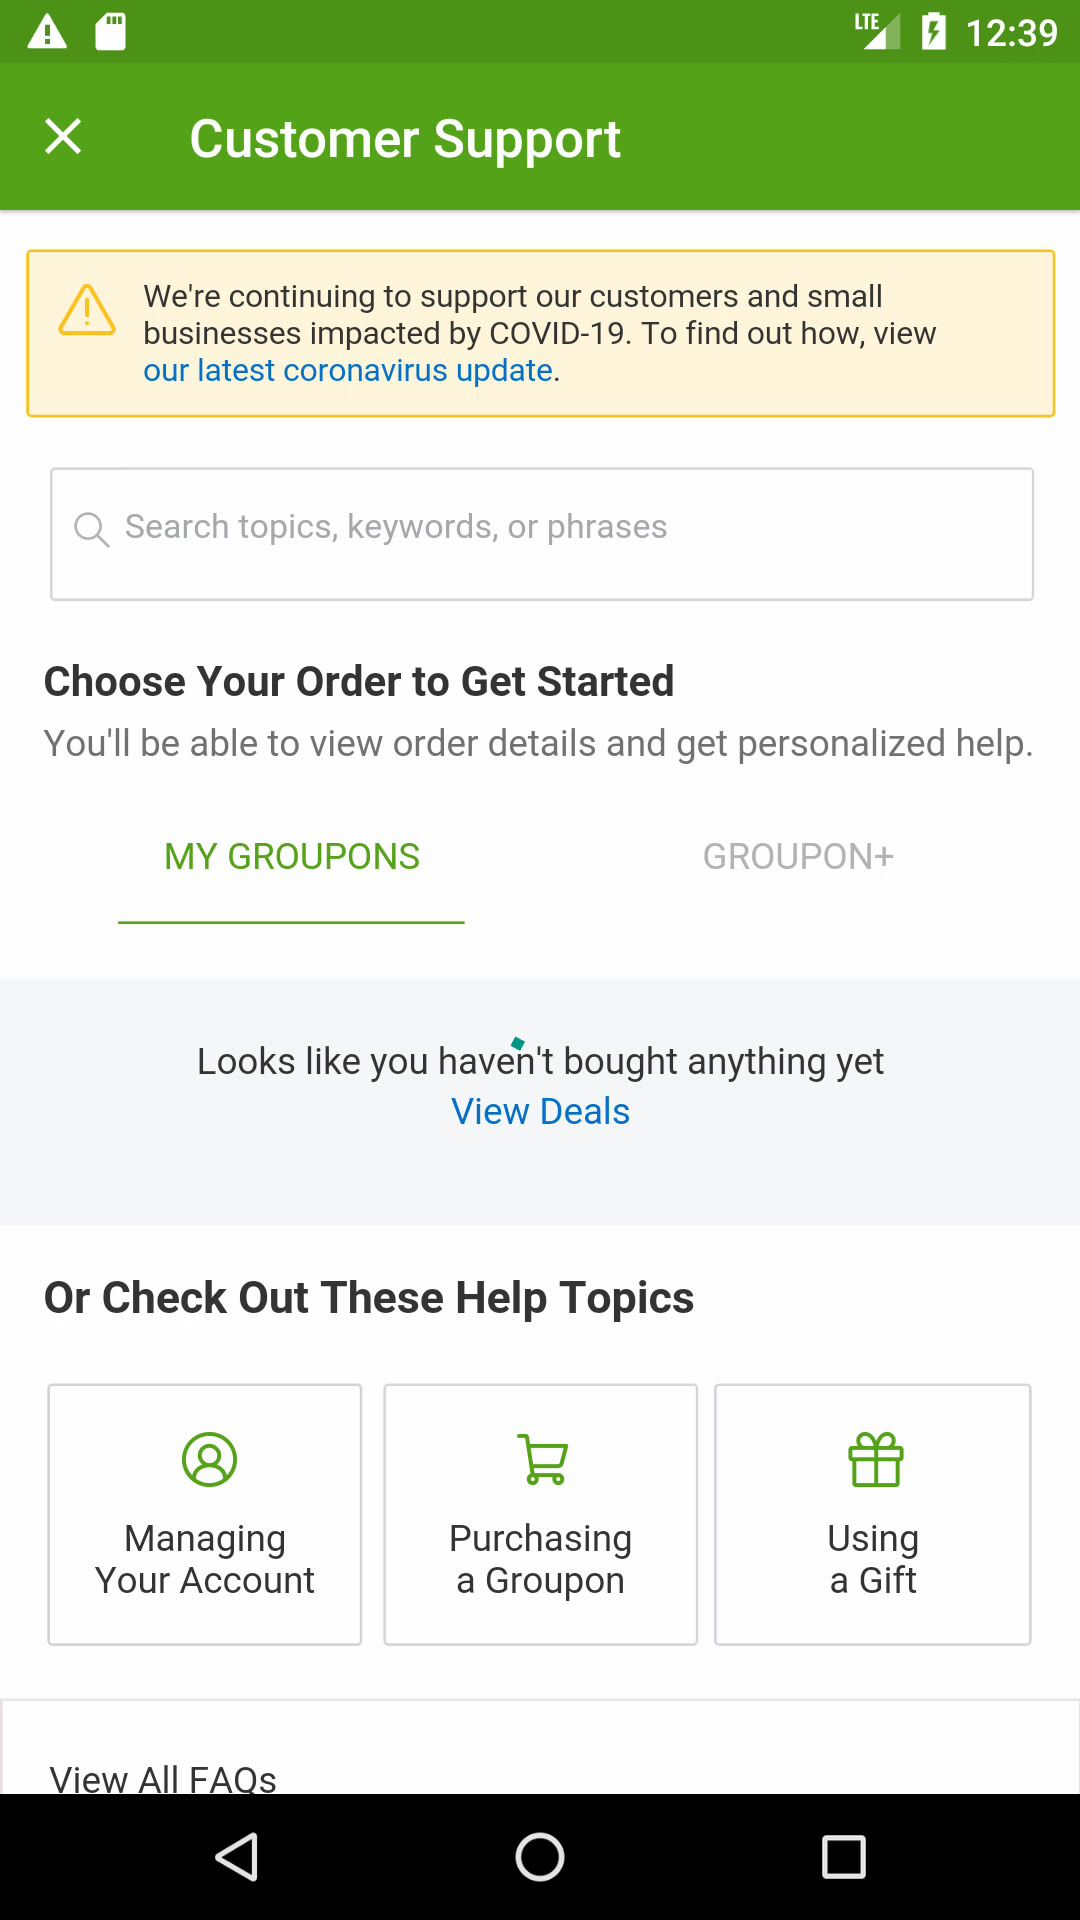 LTE 12:39
Customer Support
We're continuing to support our customers and small
businesses impacted by COVID-19. To find out how, view
our latest coronavirus update.
Search topics, keywords, or phrases
Choose Your Order to Get Started
You'll be able to view order details and get personalized help.
MY GROUPONS GROUPON+
Looks like you haven't bought anything yet
View Deals
Or Check Out These Help Topics
Managing
Your Account
Purchasing
a Groupon
Using
a Gift
View All FAQs